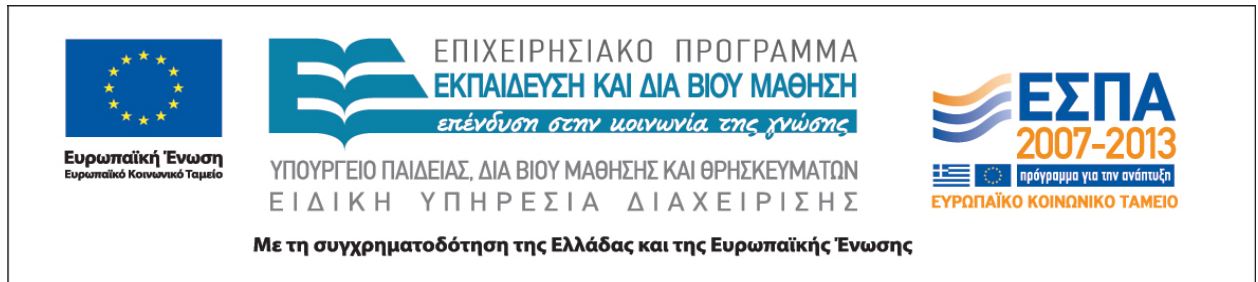 Ευρωπαϊκή Ένωση
Ευρωπαϊκό Κοινωνικό Ταμείο
ΕΠΙΧΕΙΡΗΣΙΑΚΟ ΠΡΟΓΡΑΜΜΑ
ΕΚΠΑΙΔΕΥΣΗ ΚΑΙ ΔΙΑ ΒΙΟΥ ΜΑΘΗΣΗ
επένδυση στην κοινωνία της γνώσης
ΥΠΟΥΡΓΕΙΟ ΠΑΙΔΕΙΑΣ, ΔΙΑ ΒΙΟΥ ΜΑΘΗΣΗΣ ΚΑΙ ΘΡΗΣΚΕΥΜΑΤΩΝ
ΕΙΔΙΚΗ ΥΠΗΡΕΣΙΑ ΔΙΑΧΕΙΡΙΣΗΣ
ΕΣΠΑ
2007-2013
πρόγραμμα για την ανάπτυξη
ΕΥΡΩΠΑΪΚΟ ΚΟΙΝΩΝΙΚΟ ΤΑΜΕΙΟ
Με τη συγχρηματοδότηση της Ελλάδας και της Ευρωπαϊκής Ένωσης